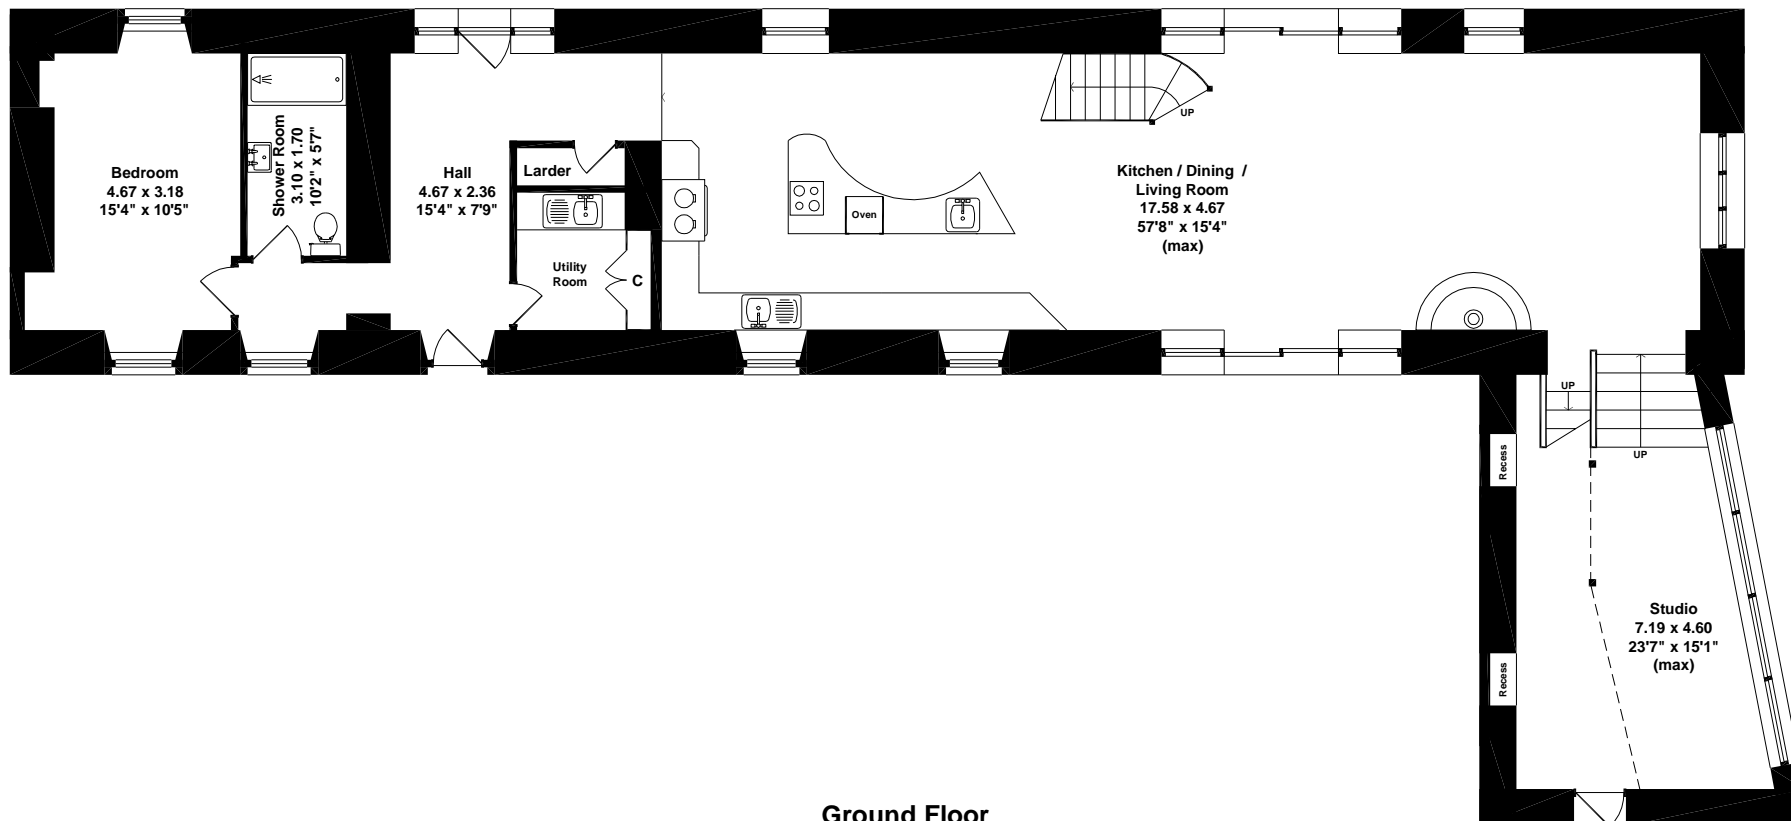 Bedroom
4.67 x 3.18
15'4" x 10'5"
Shower Room
3.10 x 1.70
10'2" x 5'7"
Hall
4.67 x 2.36
15'4" x 7'9"
Larder
Utility
Room
C
Oven
UP
Kitchen / Dining /
Living Room
17.58 x 4.67
57'8" x 15'4"
(max)
UP
UP
Recess
Recess
Studio
7.19 x 4.60
23'7" x 15'1"
(max)
Ground Floor